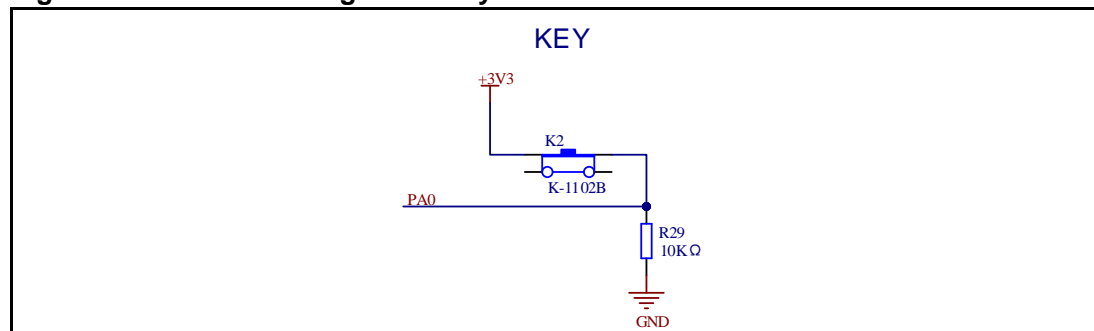 KEY
+3V3
K2
K-1102B
PA0
R29
10KΩ
GND